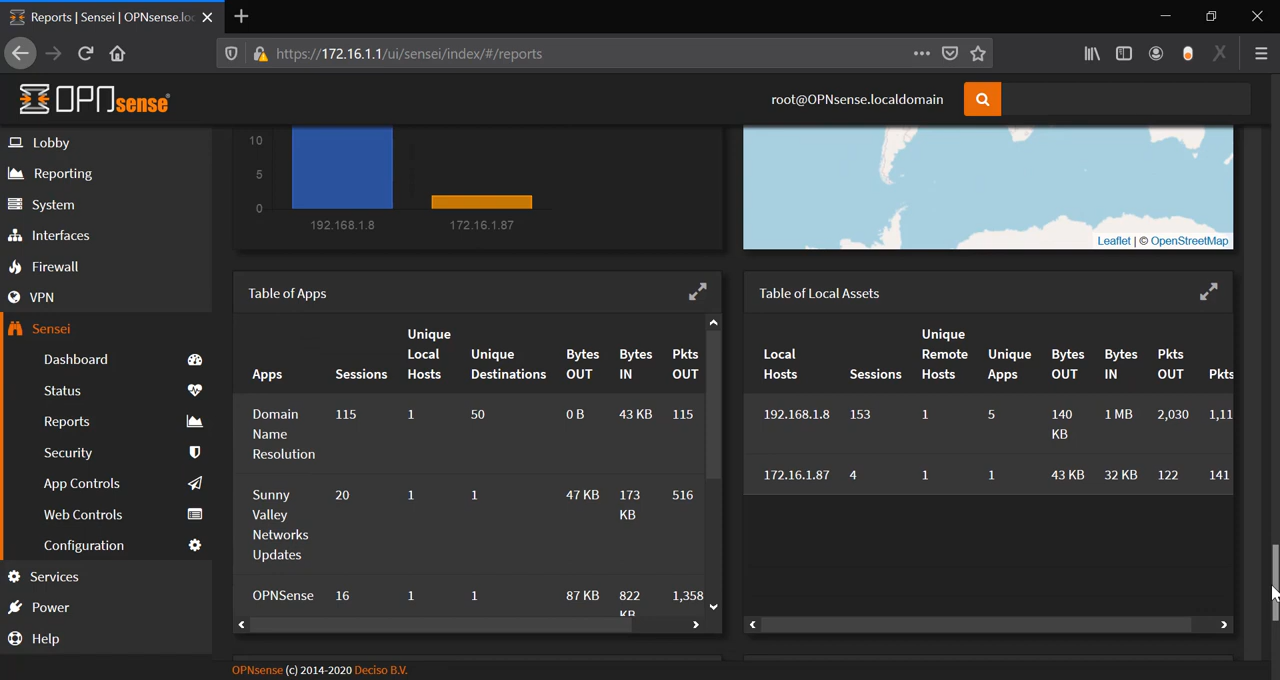 Reports | Sensei | OPNsense.lo
https://172.16.1.1/ui/sensei/index/#/reports
OPNsense
root@OPNsense.localdomain
Lobby
Reporting
System
Interfaces
Firewall
VPN
Sensei
Dashboard
Status
Reports
Security
App Controls
Web Controls
Configuration
Services
Power
Help
10
5
0
192.168.1.8 172.16.1.87
Leaflet | © OpenStreetMap
Table of Apps
Apps Sessions Unique Local Hosts Unique Destinations Bytes OUT Bytes IN Pkts OUT
Domain Name Resolution 115 1 50 0 B 43 KB 115
Sunny Valley Networks Updates 20 1 1 47 KB 173 KB 516
OPNSense 16 1 1 87 KB 822 KB 1,358
Table of Local Assets
Local Hosts Sessions Unique Remote Hosts Unique Apps Bytes OUT Bytes IN Pkts OUT Pkts
192.168.1.8 153 1 5 140 KB 1 MB 2,030 1,11
172.16.1.87 4 1 1 43 KB 32 KB 122 141
OPNsense (c) 2014-2020 Deciso B.V.